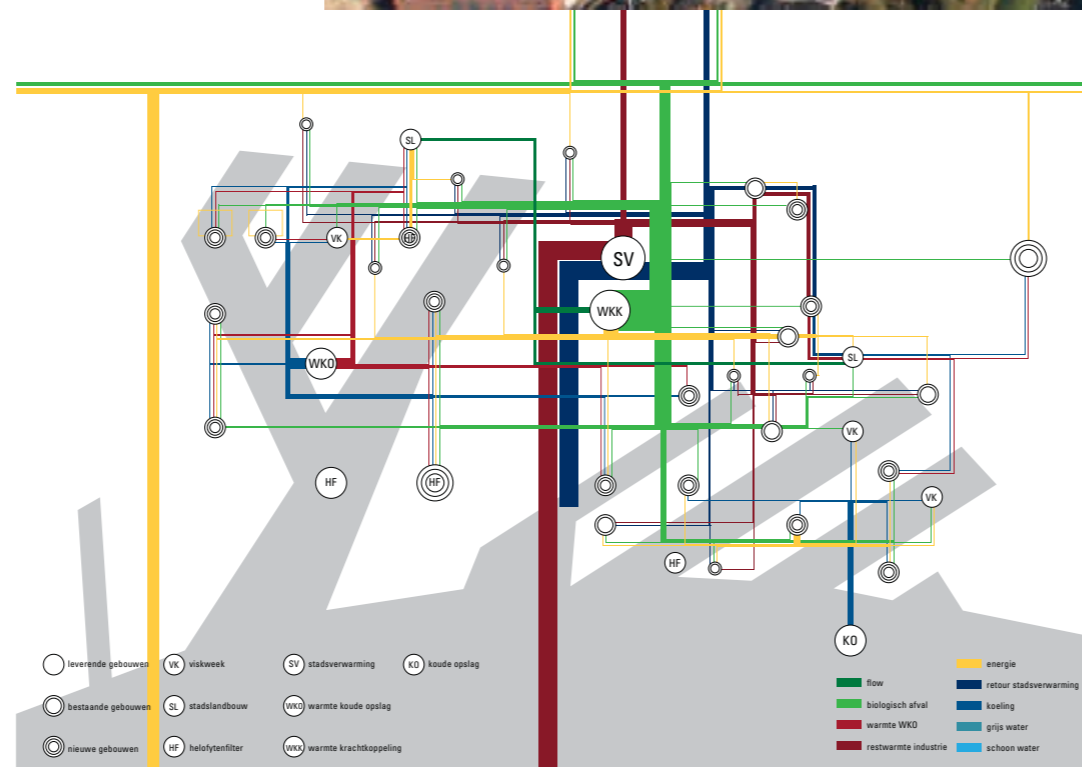 SL
VK
HF
SV
WKK
WKO
SL
VK
HF
HF
VK
HF
KO
leverende gebouwen
VK viskweek
SV stadsverwarming
KO koude opslag
bestaande gebouwen
SL stadslandbouw
WKO warmte koude opslag
nieuwe gebouwen
HF helofytenfilter
WKK warmte krachtkoppeling
flow
biologisch afval
warmte WKO
restwarmte industrie
energie
retour stadsverwarming
koeling
grijs water
schoon water